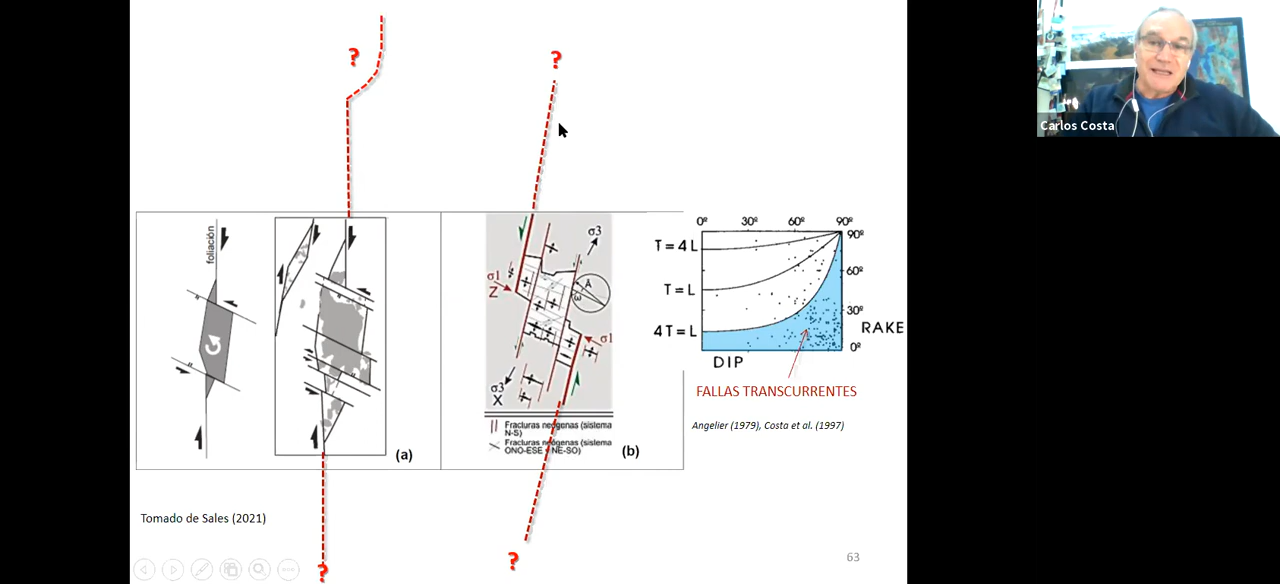 ?
?
Carlos Costa
foliación
(a)
σ3
σ1
Z
A
ω
σ1
σ3
X
Fracturas neógenas (sistema
N-S)
Fracturas neógenas (sistema
ONO-ESE y NE-SO)
(b)
0º 30º 60º 90º
T=4L
T=L
4T=L
90º
60º
30º
0º
RAKE
DIP
FALLAS TRANSCURRENTES
Angelier (1979), Costa et al. (1997)
Tomado de Sales (2021)
?
?
63